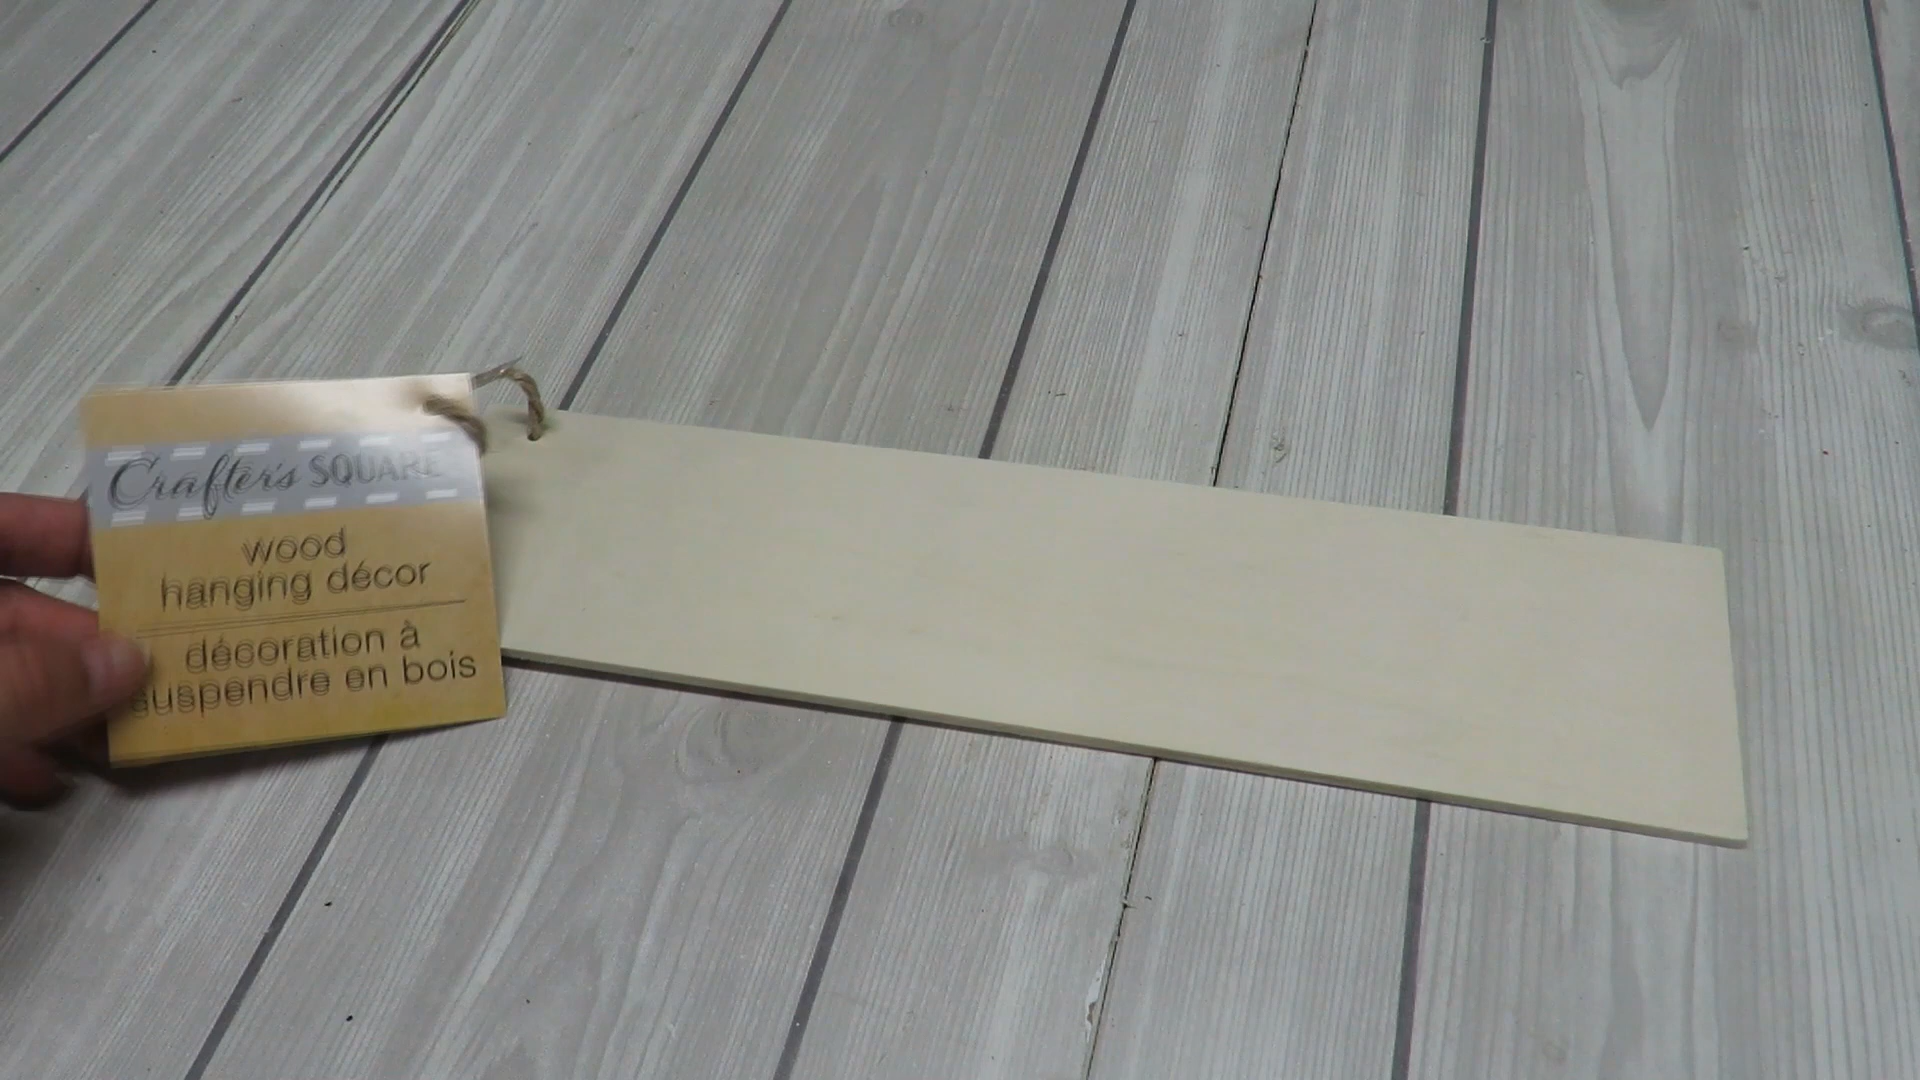 Crafter's SQUARE
wood
hanging décor
décoration à
suspendre en bois